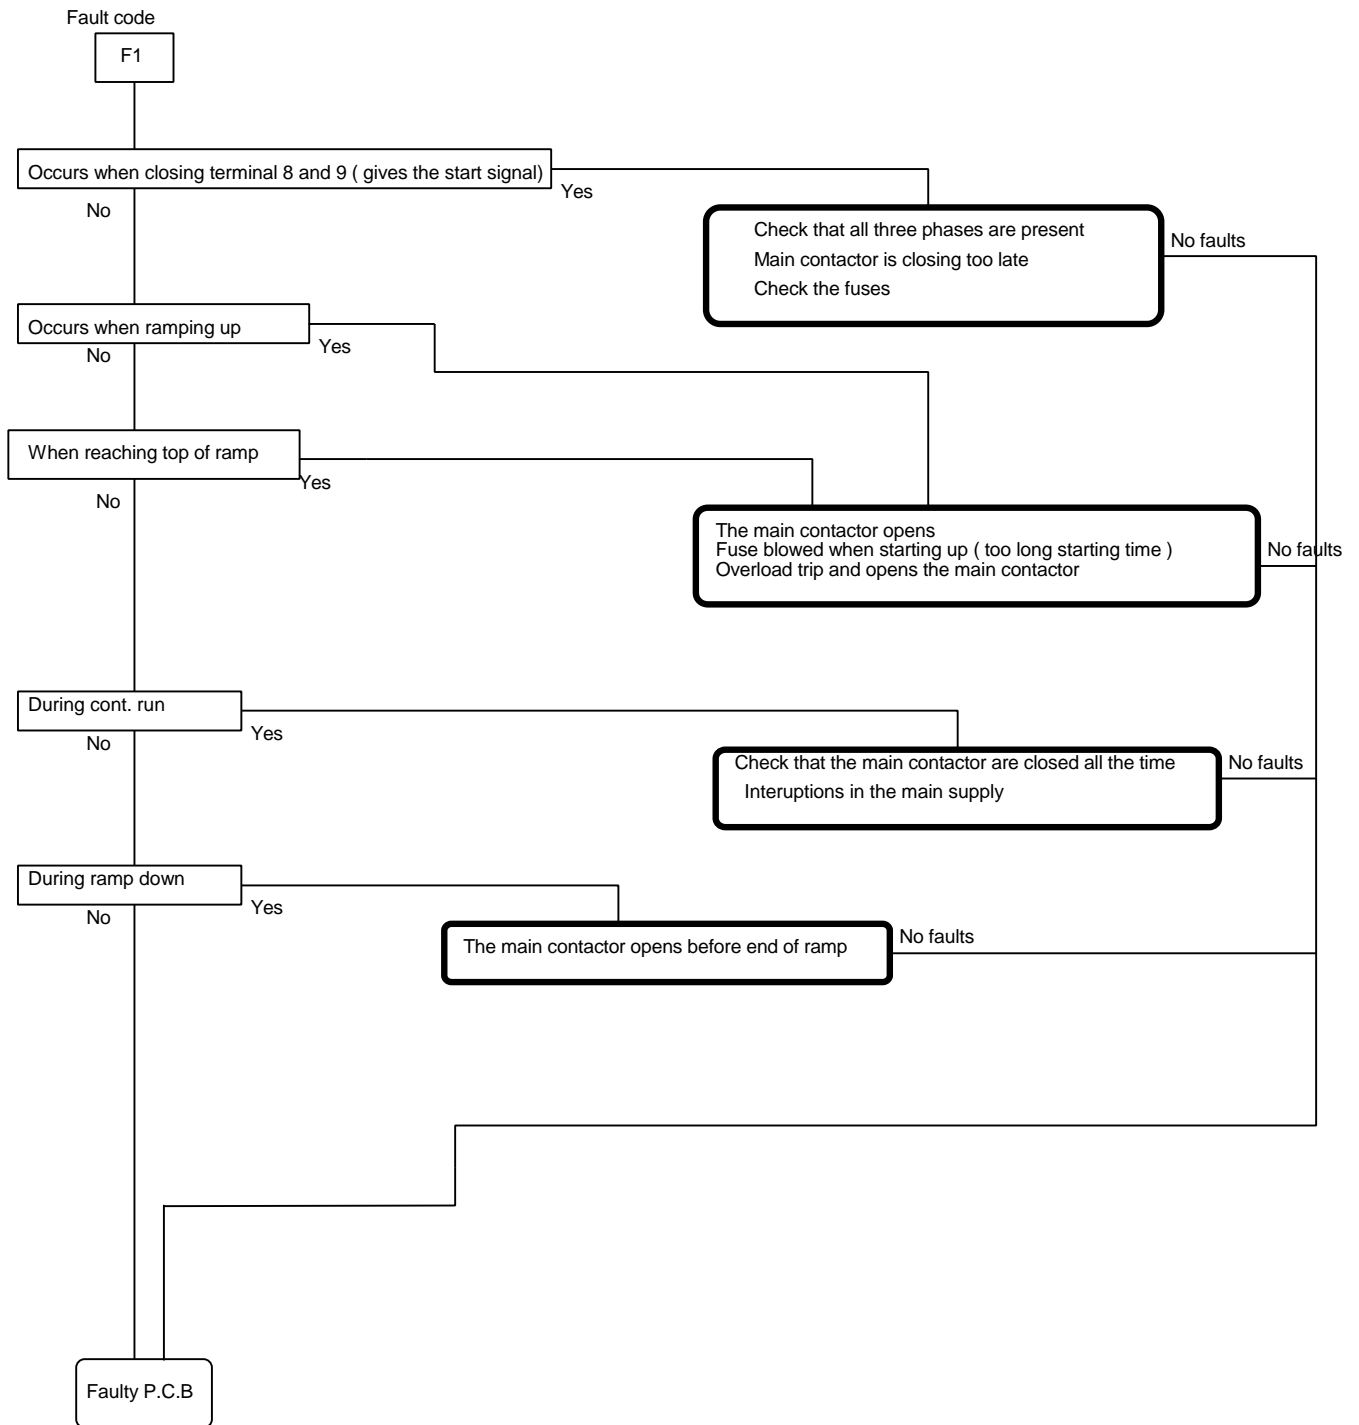 Fault code
F1
Occurs when closing terminal 8 and 9 ( gives the start signal)
Yes
No
Check that all three phases are present
Main contactor is closing too late
Check the fuses
No faults
Occurs when ramping up
Yes
No
When reaching top of ramp
Yes
No
The main contactor opens
Fuse blowed when starting up ( too long starting time )
Overload trip and opens the main contactor
No faults
During cont. run
Yes
No
Check that the main contactor are closed all the time
Interuptions in the main supply
No faults
During ramp down
Yes
No
The main contactor opens before end of ramp
No faults
Faulty P.C.B